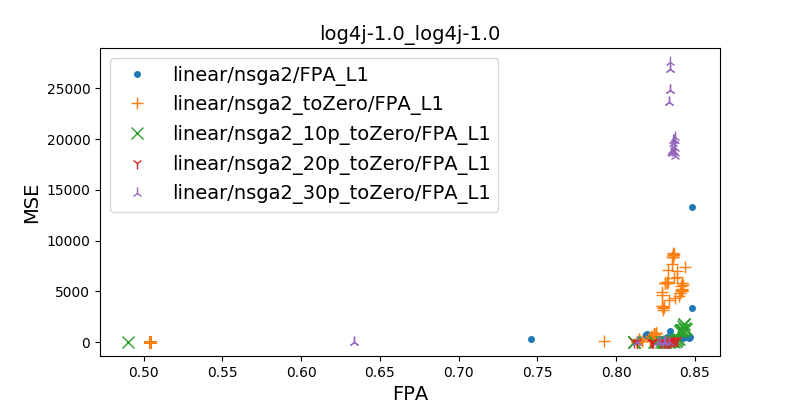 log4j-1.0_log4j-1.0
linear/nsga2/FPA_L1
linear/nsga2_toZero/FPA_L1
linear/nsga2_10p_toZero/FPA_L1
linear/nsga2_20p_toZero/FPA_L1
linear/nsga2_30p_toZero/FPA_L1
MSE
25000
20000
15000
10000
5000
0
0.50 0.55 0.60 0.65 0.70 0.75 0.80 0.85
FPA